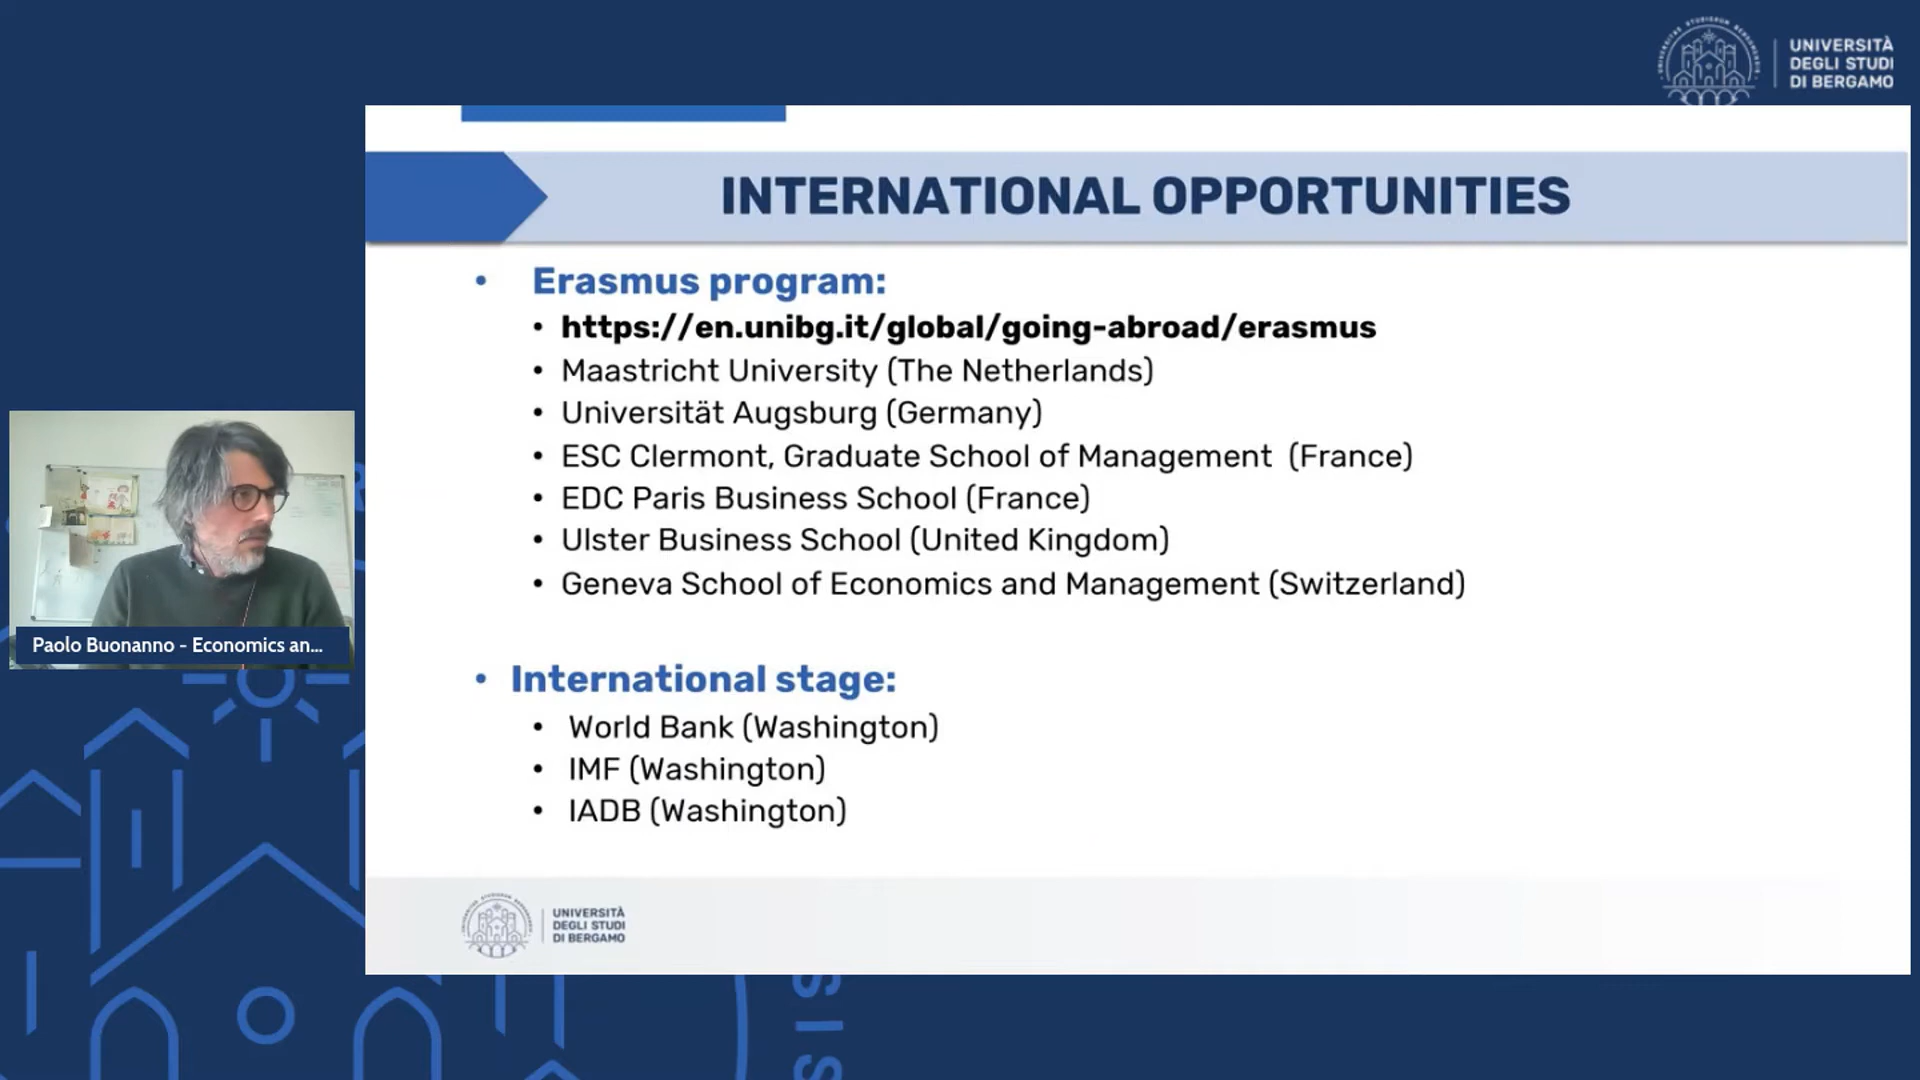 UNIVERSITÀ
DEGLI STUDI
DI BERGAMO
INTERNATIONAL OPPORTUNITIES
• Erasmus program:
• https://en.unibg.it/global/going-abroad/erasmus
• Maastricht University (The Netherlands)
• Universität Augsburg (Germany)
• ESC Clermont, Graduate School of Management (France)
• EDC Paris Business School (France)
• Ulster Business School (United Kingdom)
• Geneva School of Economics and Management (Switzerland)
Paolo Buonanno - Economics an...
• International stage:
• World Bank (Washington)
• IMF (Washington)
• IADB (Washington)
UNIVERSITÀ
DEGLI STUDI
DI BERGAMO
SIS